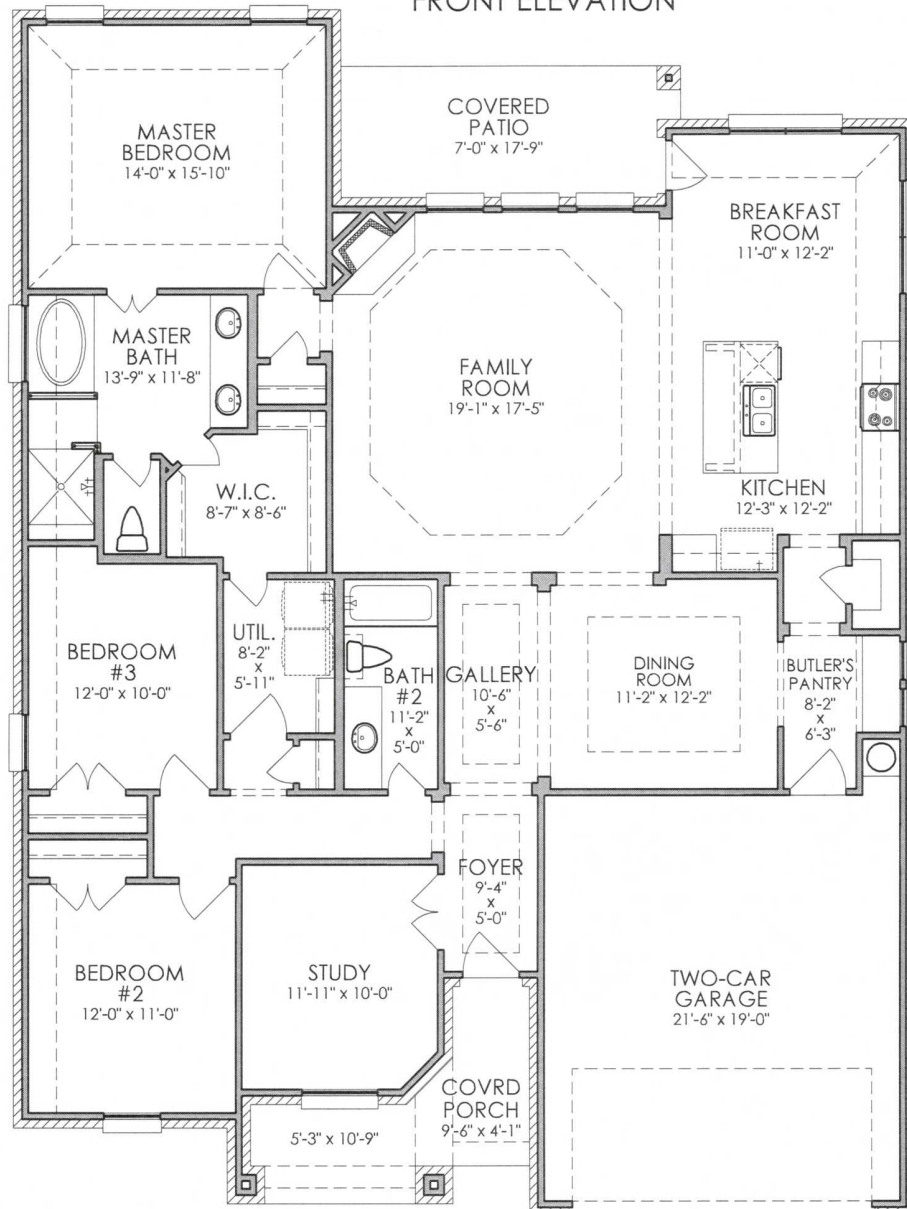 FRONT ELEVATION
MASTER
BEDROOM
14'-0" x 15'-10"
COVERED
PATIO
7'-0" x 17'-9"
BREAKFAST
ROOM
11'-0" x 12'-2"
MASTER
BATH
13'-9" x 11'-8"
FAMILY
ROOM
19'-1" x 17'-5"
W.I.C.
8'-7" x 8'-6"
KITCHEN
12'-3" x 12'-2"
BEDROOM
#3
12'-0" x 10'-0"
UTIL.
8'-2"
x
5'-11"
BATH
#2
11'-2"
x
5'-0"
GALLERY
10'-6"
x
5'-6"
DINING
ROOM
11'-2" x 12'-2"
BUTLER'S
PANTRY
8'-2"
x
6'-3"
FOYER
9'-4"
x
5'-0"
BEDROOM
#2
12'-0" x 11'-0"
STUDY
11'-11" x 10'-0"
TWO-CAR
GARAGE
21'-6" x 19'-0"
COVRD
PORCH
9'-6" x 4'-1"
5'-3" x 10'-9"